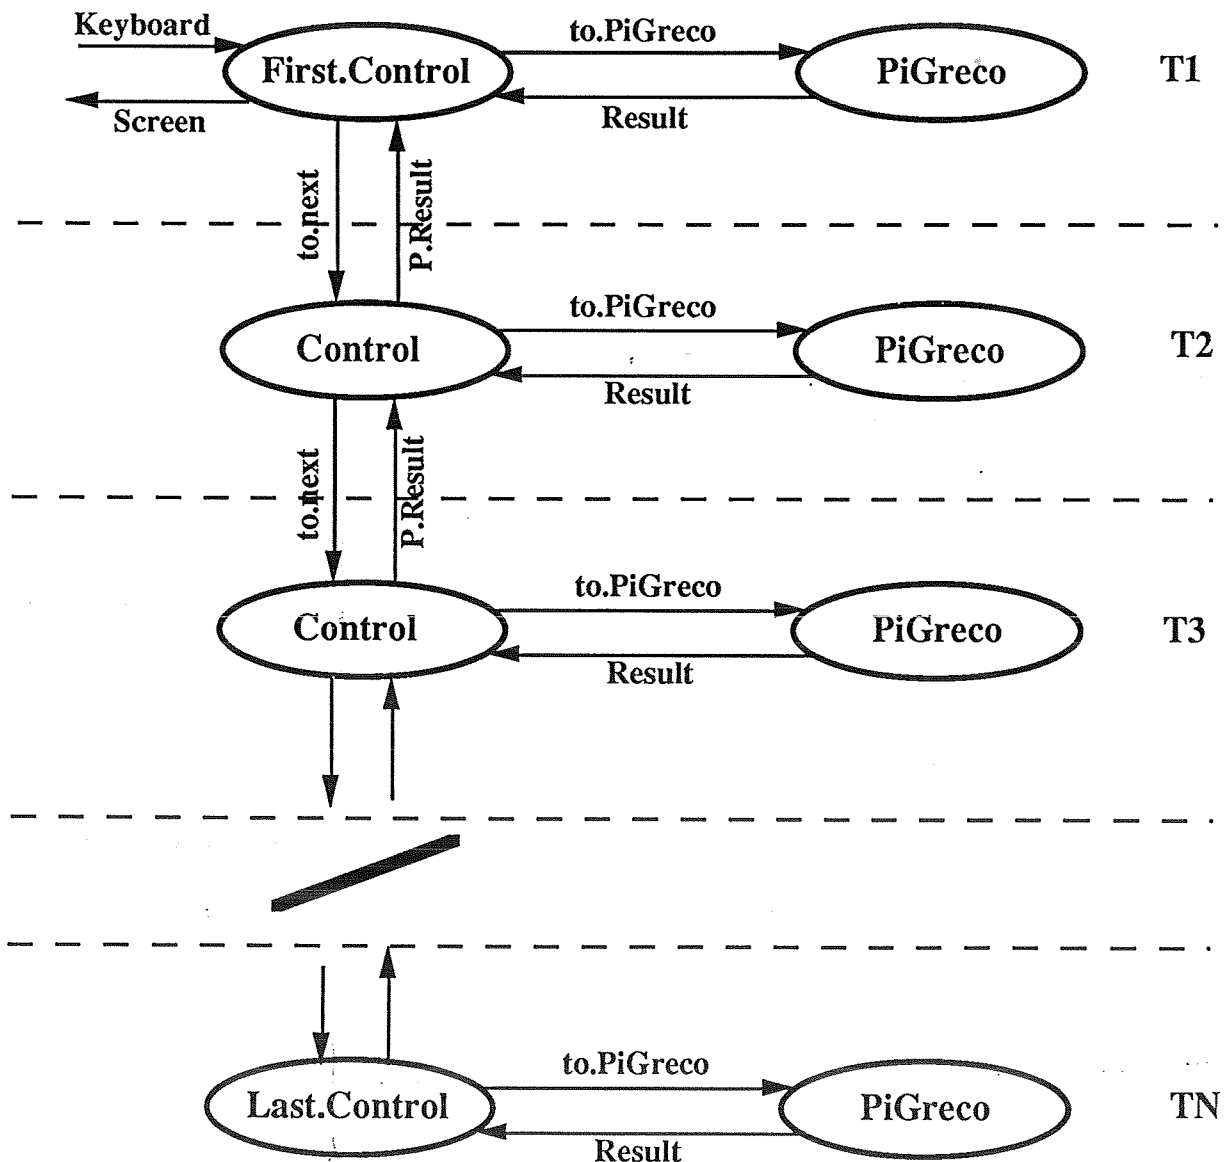 Keyboard
First.Control
to.PiGreco
PiGreco
T1
Screen
Result
to.next
P.Result
Control
to.PiGreco
PiGreco
T2
Result
to.next
P.Result
Control
to.PiGreco
PiGreco
T3
Result
Last.Control
to.PiGreco
PiGreco
TN
Result